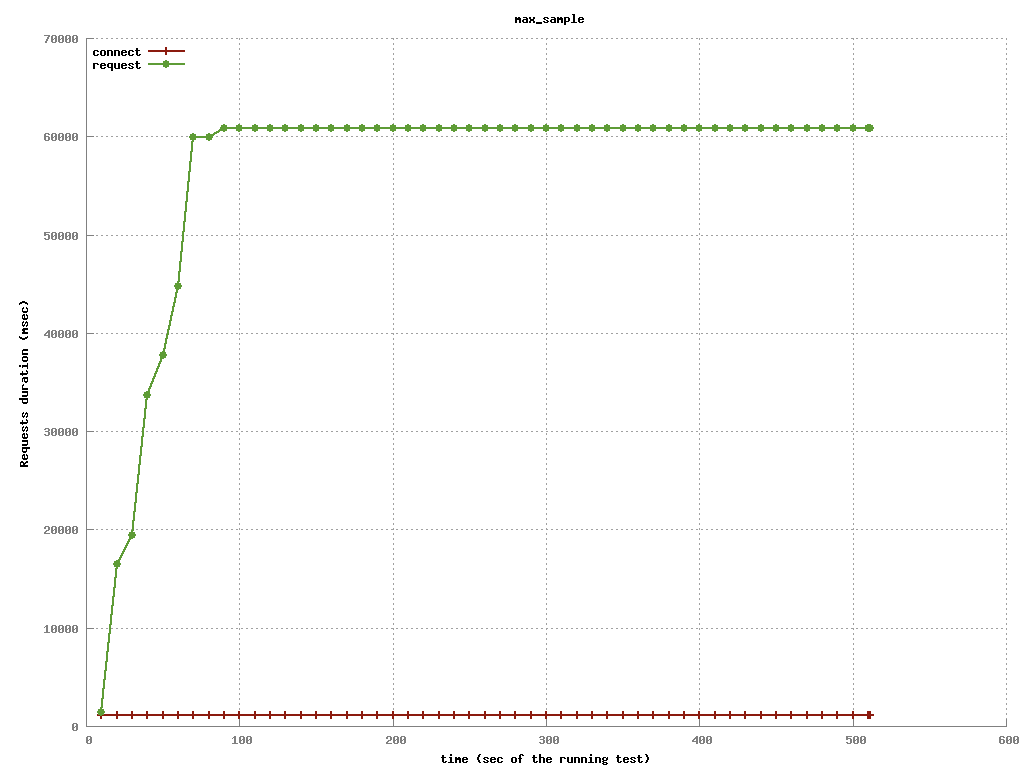 max_sample
connect
request
70000
60000
50000
40000
30000
20000
10000
0
Requests duration (msec)
0 100 200 300 400 500 600
time (sec of the running test)